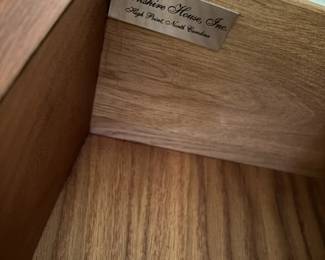 House, Inc.
High Point, North Carolina